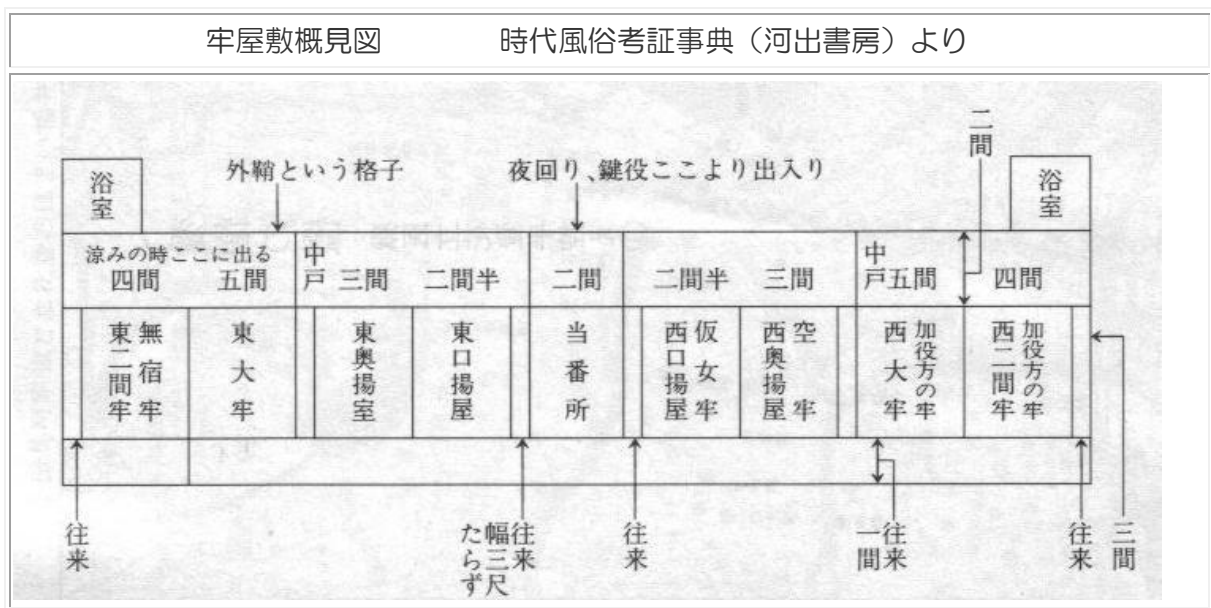 牢屋敷概見図　時代風俗考証事典（河出書房）より
二間
外鞘という格子
夜回り、鍵役ここより出入り
浴室
浴室
涼みの時ここに出る
四間
五間
中戸
三間
二間半
二間
二間半
三間
中戸
五間
四間
無宿牢
東二間牢
東大牢
東奥揚室
東口揚屋
当番所
仮女牢
西口揚屋
空牢
西奥揚屋
加役方の牢
西大牢
加役方の牢
西二間牢
往来
往来
幅三尺
たらず
往来
往来
一間
往来
三間